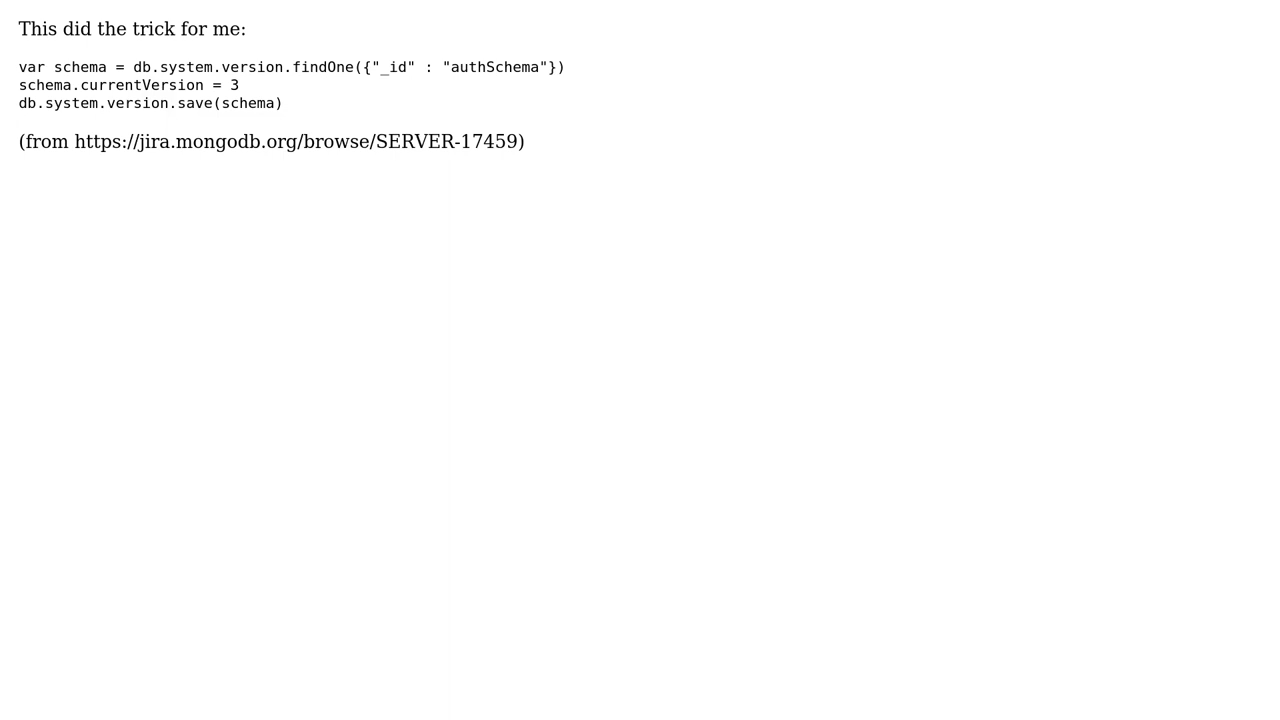 This did the trick for me:
var schema = db.system.version.findOne({"_id" : "authSchema"})
schema.currentVersion = 3
db.system.version.save(schema)
(from https://jira.mongodb.org/browse/SERVER-17459)